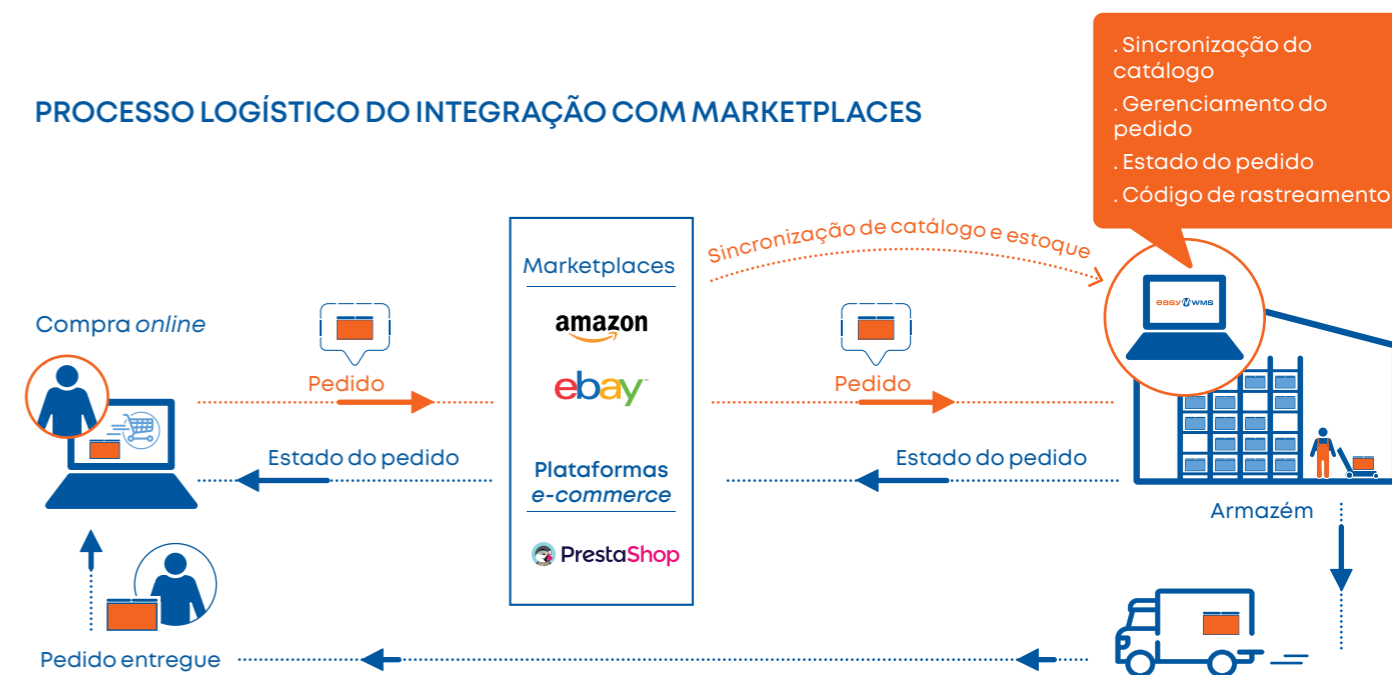 . Sincronização do
catálogo
. Gerenciamento do
pedido
. Estado do pedido
. Código de rastreamento
PROCESSO LOGÍSTICO DO INTEGRAÇÃO COM MARKETPLACES
Sincronização de catálogo e estoque
Marketplaces
amazon
ebay
Plataformas
e-commerce
PrestaShop
easy WMS
Compra online
Pedido
Pedido
Estado do pedido
Estado do pedido
Armazém
Pedido entregue